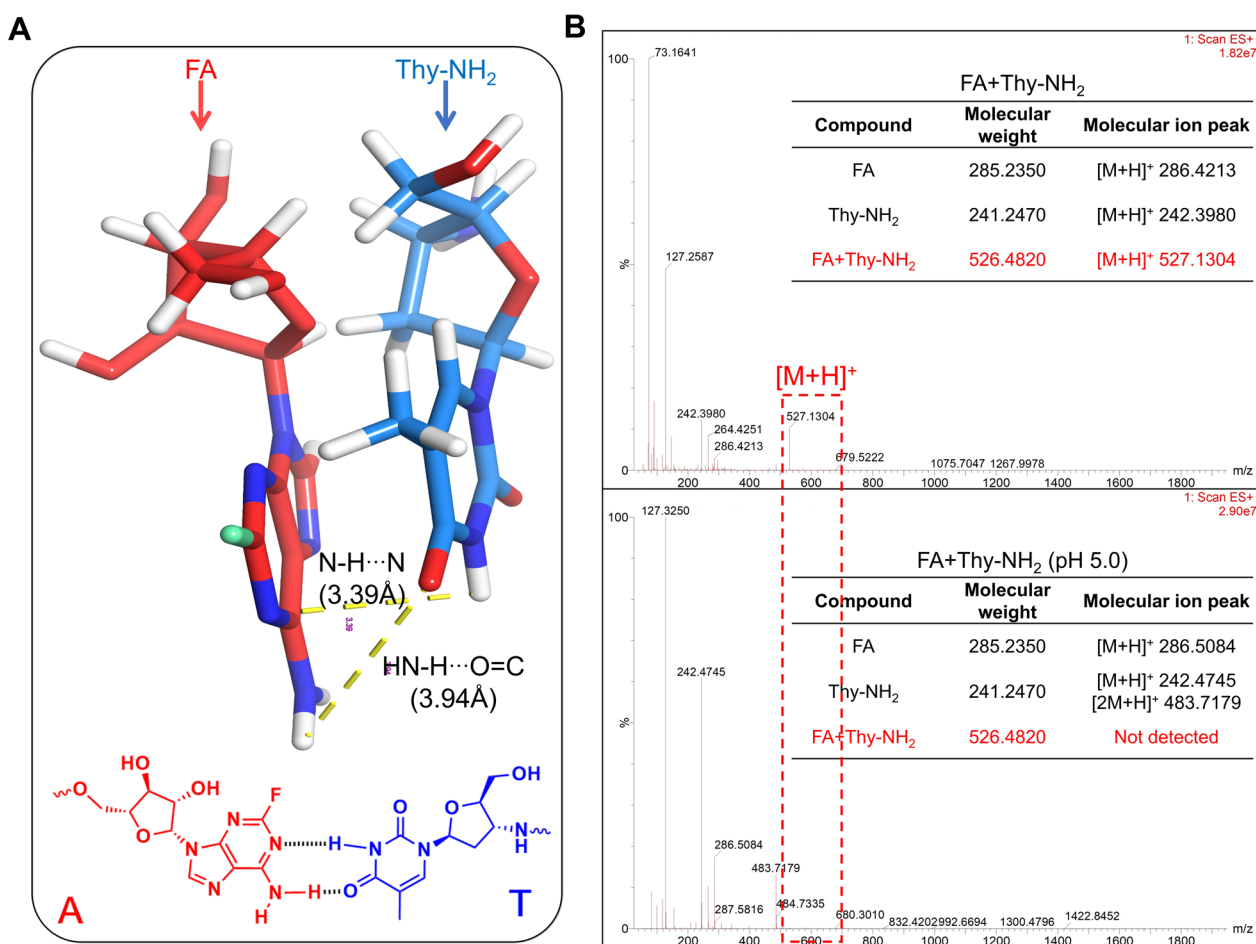 A
FA
Thy-NH₂
N-H···N
(3.39Å)
3.39
HN-H···O=C
(3.94Å)
HO
OH
O
O
F
N
N
N
N
N
H
H
H
A
O
H
N
N
O
O
OH
N
H
T
B
1: Scan ES+
1.82e7
100
%
0
73.1641
127.2587
FA+Thy-NH₂
Compound Molecular weight Molecular ion peak
FA 285.2350 [M+H]⁺ 286.4213
Thy-NH₂ 241.2470 [M+H]⁺ 242.3980
FA+Thy-NH₂ 526.4820 [M+H]⁺ 527.1304
[M+H]⁺
242.3980
264.4251
286.4213
527.1304
679.5222
1075.7047
1267.9978
200 400 600 800 1000 1200 1400 1600 1800 m/z
1: Scan ES+
2.90e7
100
%
0
127.3250
FA+Thy-NH₂ (pH 5.0)
Compound Molecular weight Molecular ion peak
FA 285.2350 [M+H]⁺ 286.5084
Thy-NH₂ 241.2470 [M+H]⁺ 242.4745
[2M+H]⁺ 483.7179
FA+Thy-NH₂ 526.4820 Not detected
242.4745
286.5084
287.5816
483.7179
484.7335
680.3010
832.4202
992.6694
1300.4796
1422.8452
200 400 600 800 1000 1200 1400 1600 1800 m/z